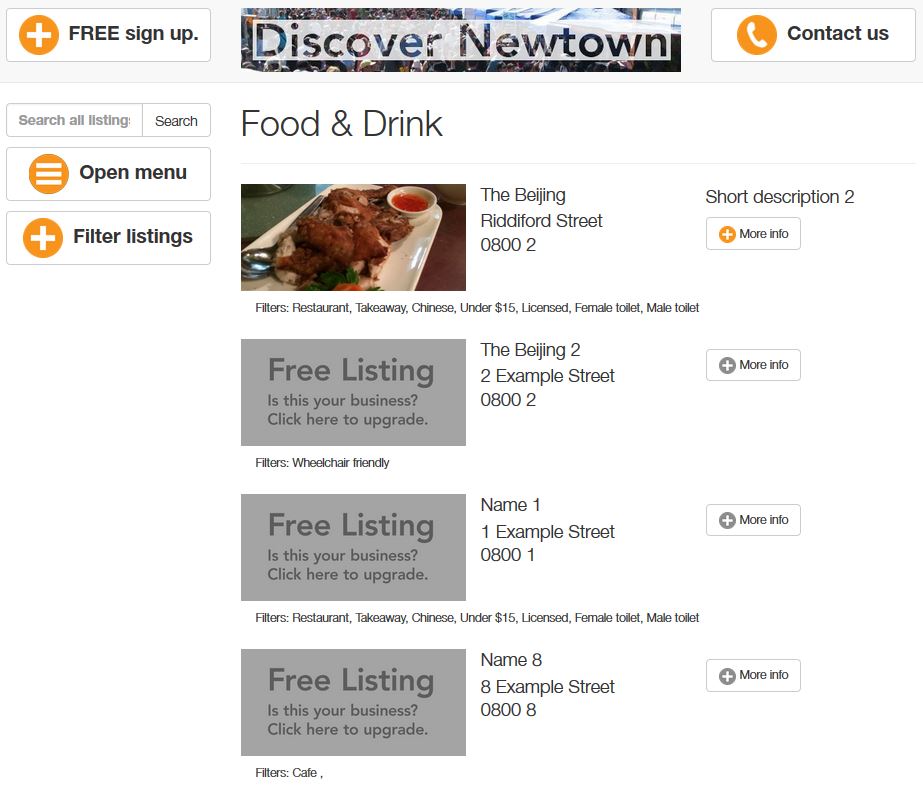 FREE sign up.
Discover Newtown
Contact us
Search all listing
Search
Open menu
Filter listings
Food & Drink
The Beijing
Riddiford Street
0800 2
Short description 2
More info
Filters: Restaurant, Takeaway, Chinese, Under $15, Licensed, Female toilet, Male toilet
Free Listing
Is this your business?
Click here to upgrade.
The Beijing 2
2 Example Street
0800 2
More info
Filters: Wheelchair friendly
Free Listing
Is this your business?
Click here to upgrade.
Name 1
1 Example Street
0800 1
More info
Filters: Restaurant, Takeaway, Chinese, Under $15, Licensed, Female toilet, Male toilet
Free Listing
Is this your business?
Click here to upgrade.
Name 8
8 Example Street
0800 8
More info
Filters: Cafe ,